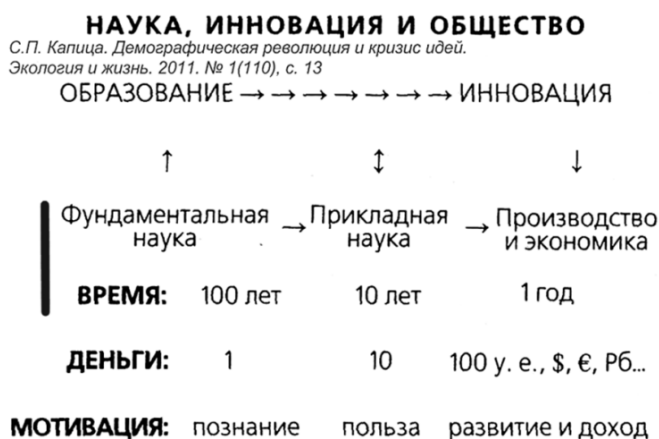 НАУКА, ИННОВАЦИЯ И ОБЩЕСТВО
С.П. Капица. Демографическая революция и кризис идей.
Экология и жизнь. 2011. № 1(110), с. 13
ОБРАЗОВАНИЕ → → → → → → → ИННОВАЦИЯ
↑ ↕ ↓
Фундаментальная наука → Прикладная наука → Производство и экономика
ВРЕМЯ: 100 лет 10 лет 1 год
ДЕНЬГИ: 1 10 100 у. е., $, €, Рб...
МОТИВАЦИЯ: познание польза развитие и доход